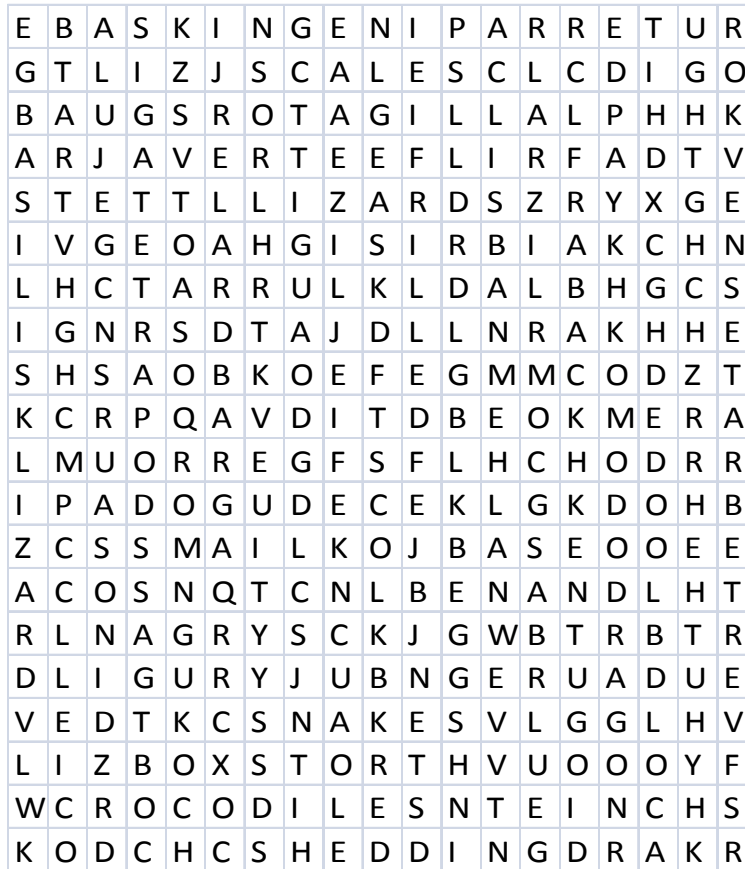 E B A S K I N G E N I P A R R E T U R
G T L I Z J S C A L E S C L C D I G O
B A U G S R O T A G I L L A L P H H K
A R J A V E R T E E F L I R F A D T V
S T E T T L L I Z A R D S Z R Y X G E
I V G E O A H G I S I R B I A K C H N
L H C T A R R U L K L D A L B H G C S
I G N R S D T A J D L L N R A K H H E
S H S A O B K O E F E G M M C O D Z T
K C R P Q A V D I T D B E O K M E R A
L M U O R R E G F S F L H C H O D R R
I P A D O G U D E C E K L G K D O H B
Z C S S M A I L K O J B A S E O O E E
A C O S N Q T C N L B E N A N D L H T
R L N A G R Y S C K J G W B T R B T R
D L I G U R Y J U B N G E R U A D U E
V E D T K C S N A K E S V L G G L H V
L I Z B O X S T O R T H V U O O O Y F
W C R O C O D I L E S N T E I N C H S
K O D C H C S H E D D I N G D R A K R